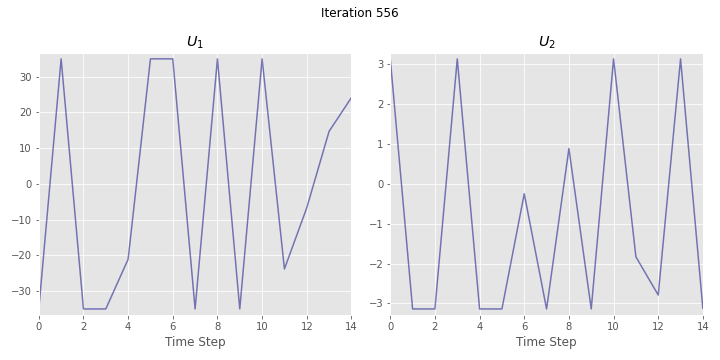 Iteration 556
U1 U2
30 20 10 0 −10 −20 −30
3 2 1 0 −1 −2 −3
0 2 4 6 8 10 12 14 0 2 4 6 8 10 12 14
Time Step Time Step